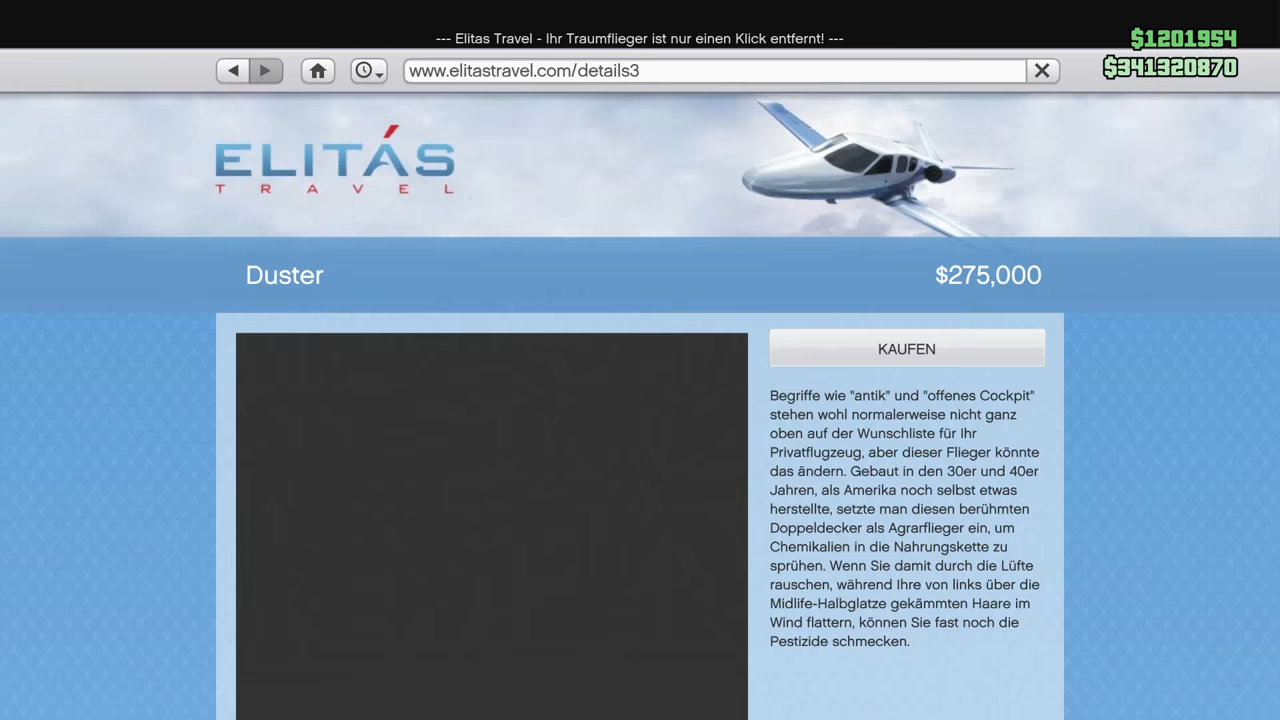 --- Elitas Travel - Ihr Traumflieger ist nur einen Klick entfernt! ---
$1201954
$341320870
www.elitastravel.com/details3
ELITÁS
TRAVEL
Duster
$275,000
KAUFEN
Begriffe wie "antik" und "offenes Cockpit"
stehen wohl normalerweise nicht ganz
oben auf der Wunschliste für Ihr
Privatflugzeug, aber dieser Flieger könnte
das ändern. Gebaut in den 30er und 40er
Jahren, als Amerika noch selbst etwas
herstellte, setzte man diesen berühmten
Doppeldecker als Agrarflieger ein, um
Chemikalien in die Nahrungskette zu
sprühen. Wenn Sie damit durch die Lüfte
rauschen, während Ihre von links über die
Midlife-Halbglatze gekämmten Haare im
Wind flattern, können Sie fast noch die
Pestizide schmecken.